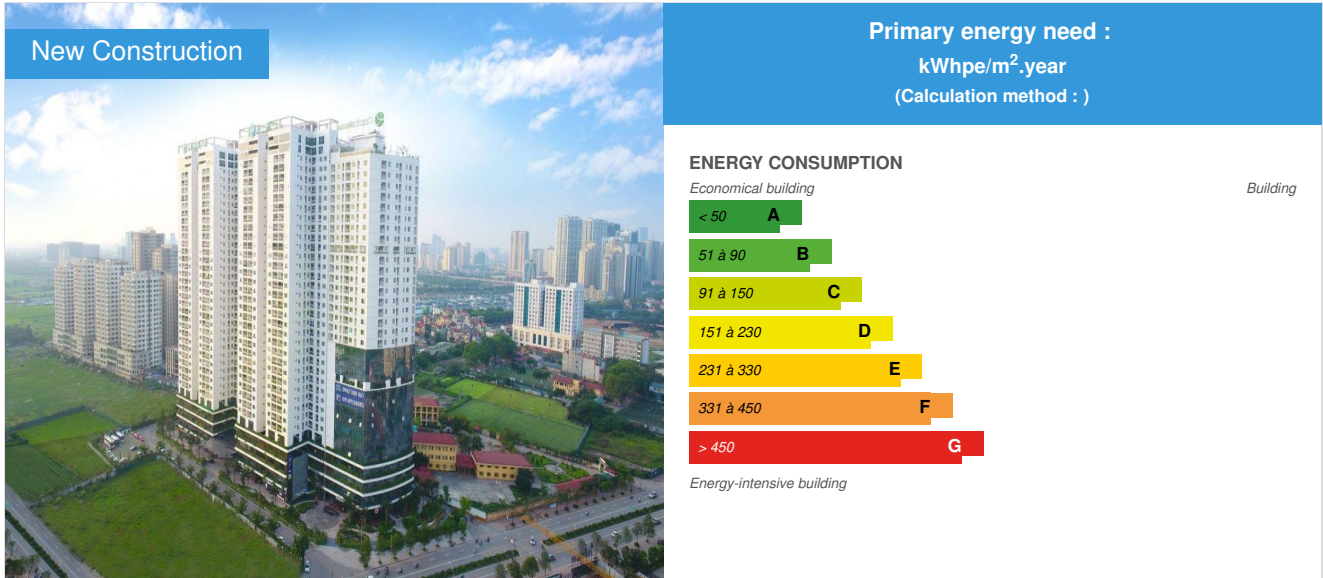 New Construction
Primary energy need :
kWhpe/m².year
(Calculation method : )
ENERGY CONSUMPTION
Economical building
Building
< 50 A
51 à 90 B
91 à 150 C
151 à 230 D
231 à 330 E
331 à 450 F
> 450 G
Energy-intensive building